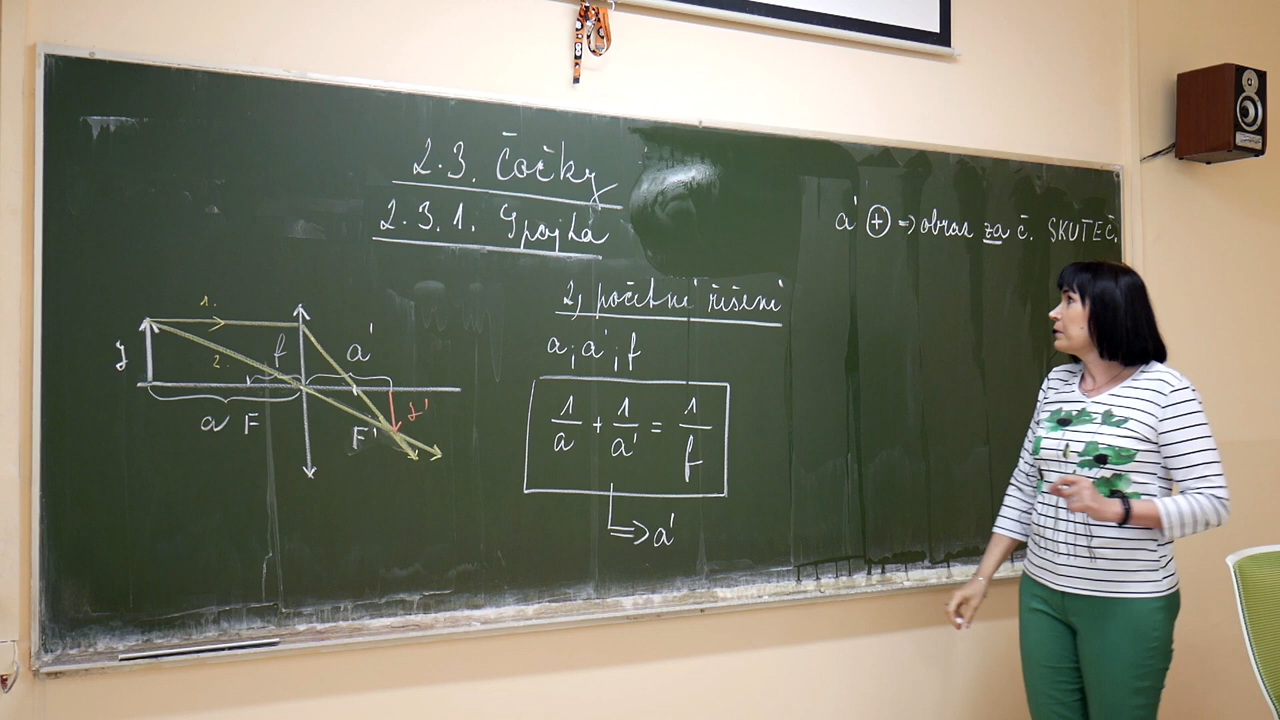 2.3. Čočky
2.3.1. Spojka
a' ⊕ ⇒ obraz za č. SKUTEČ.
2, početní řešení
a; a'; f
1/a + 1/a' = 1/f
⇒ a'
1.
2.
y
f
a'
a
F
F'
y'